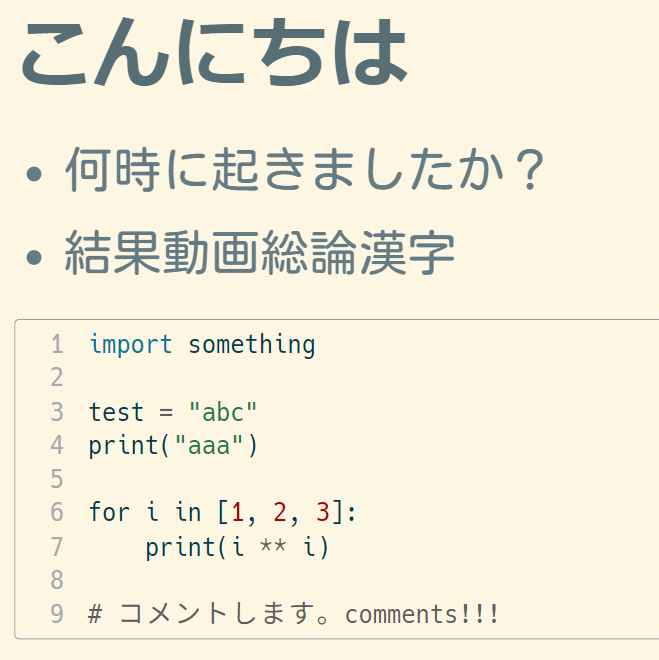 こんにちは
• 何時に起きましたか？
• 結果動画総論漢字
1 import something
2
3 test = "abc"
4 print("aaa")
5
6 for i in [1, 2, 3]:
7     print(i ** i)
8
9 # コメントします。comments!!!